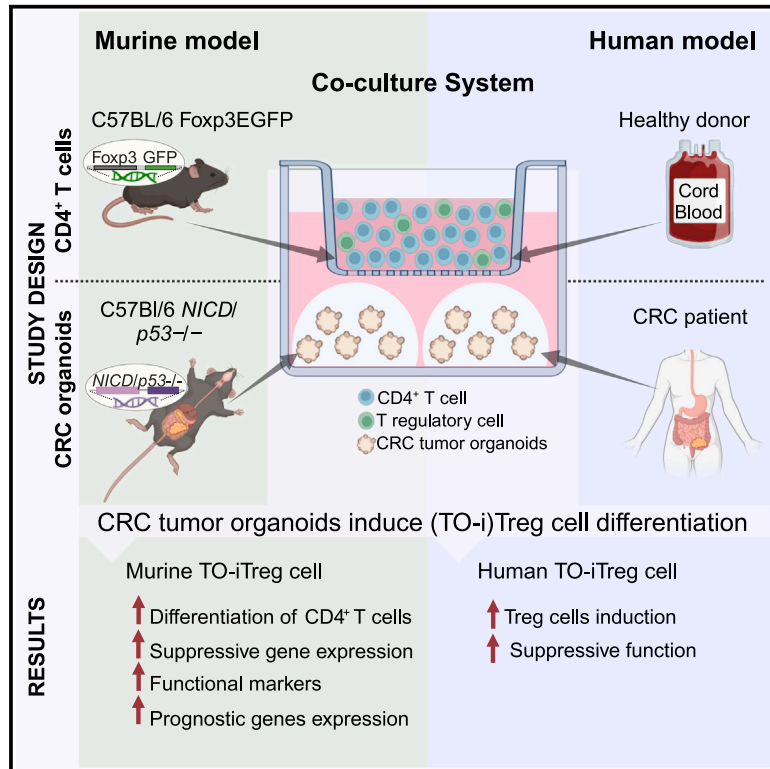 Murine model
Human model
Co-culture System
STUDY DESIGN
CD4⁺ T cells
C57BL/6 Foxp3EGFP
Foxp3 GFP
Healthy donor
Cord
Blood
CRC organoids
C57Bl/6 NICD/
p53−/−
NICD/p53-/-
CRC patient
CD4⁺ T cell
T regulatory cell
CRC tumor organoids
CRC tumor organoids induce (TO-i)Treg cell differentiation
RESULTS
Murine TO-iTreg cell
Differentiation of CD4⁺ T cells
Suppressive gene expression
Functional markers
Prognostic genes expression
Human TO-iTreg cell
Treg cells induction
Suppressive function